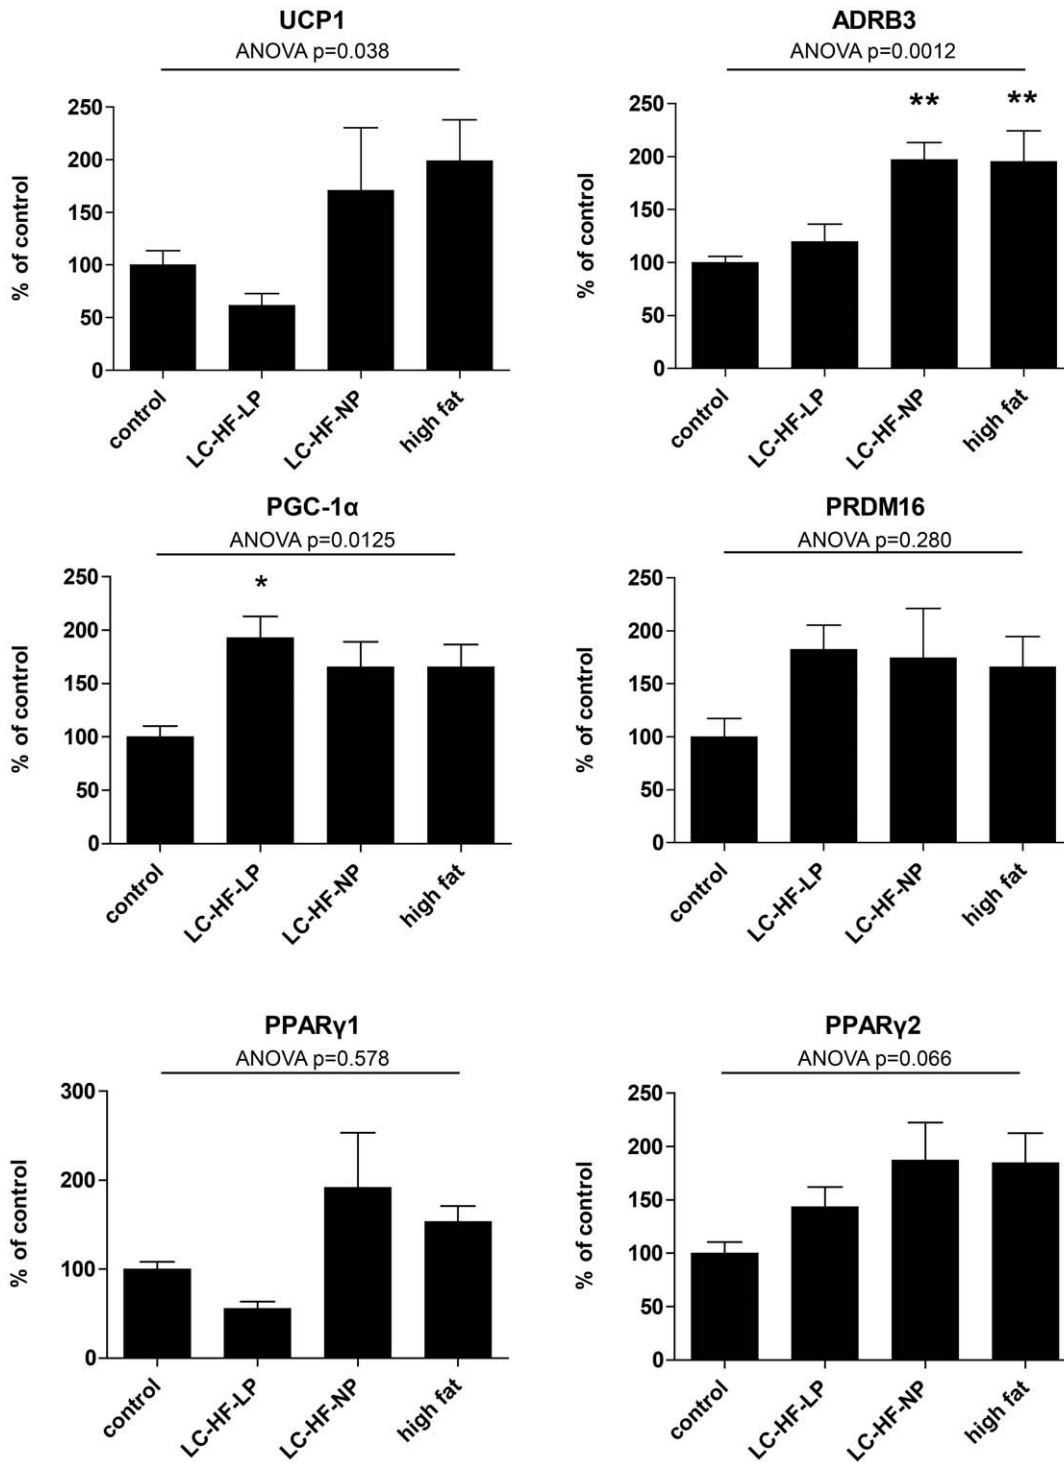 UCP1
ANOVA p=0.038
% of control
250
200
150
100
50
0
control
LC-HF-LP
LC-HF-NP
high fat
ADRB3
ANOVA p=0.0012
% of control
250
200
150
100
50
0
**
**
control
LC-HF-LP
LC-HF-NP
high fat
PGC-1α
ANOVA p=0.0125
% of control
250
200
150
100
50
0
*
control
LC-HF-LP
LC-HF-NP
high fat
PRDM16
ANOVA p=0.280
% of control
250
200
150
100
50
0
control
LC-HF-LP
LC-HF-NP
high fat
PPARγ1
ANOVA p=0.578
% of control
300
200
100
0
control
LC-HF-LP
LC-HF-NP
high fat
PPARγ2
ANOVA p=0.066
% of control
250
200
150
100
50
0
control
LC-HF-LP
LC-HF-NP
high fat